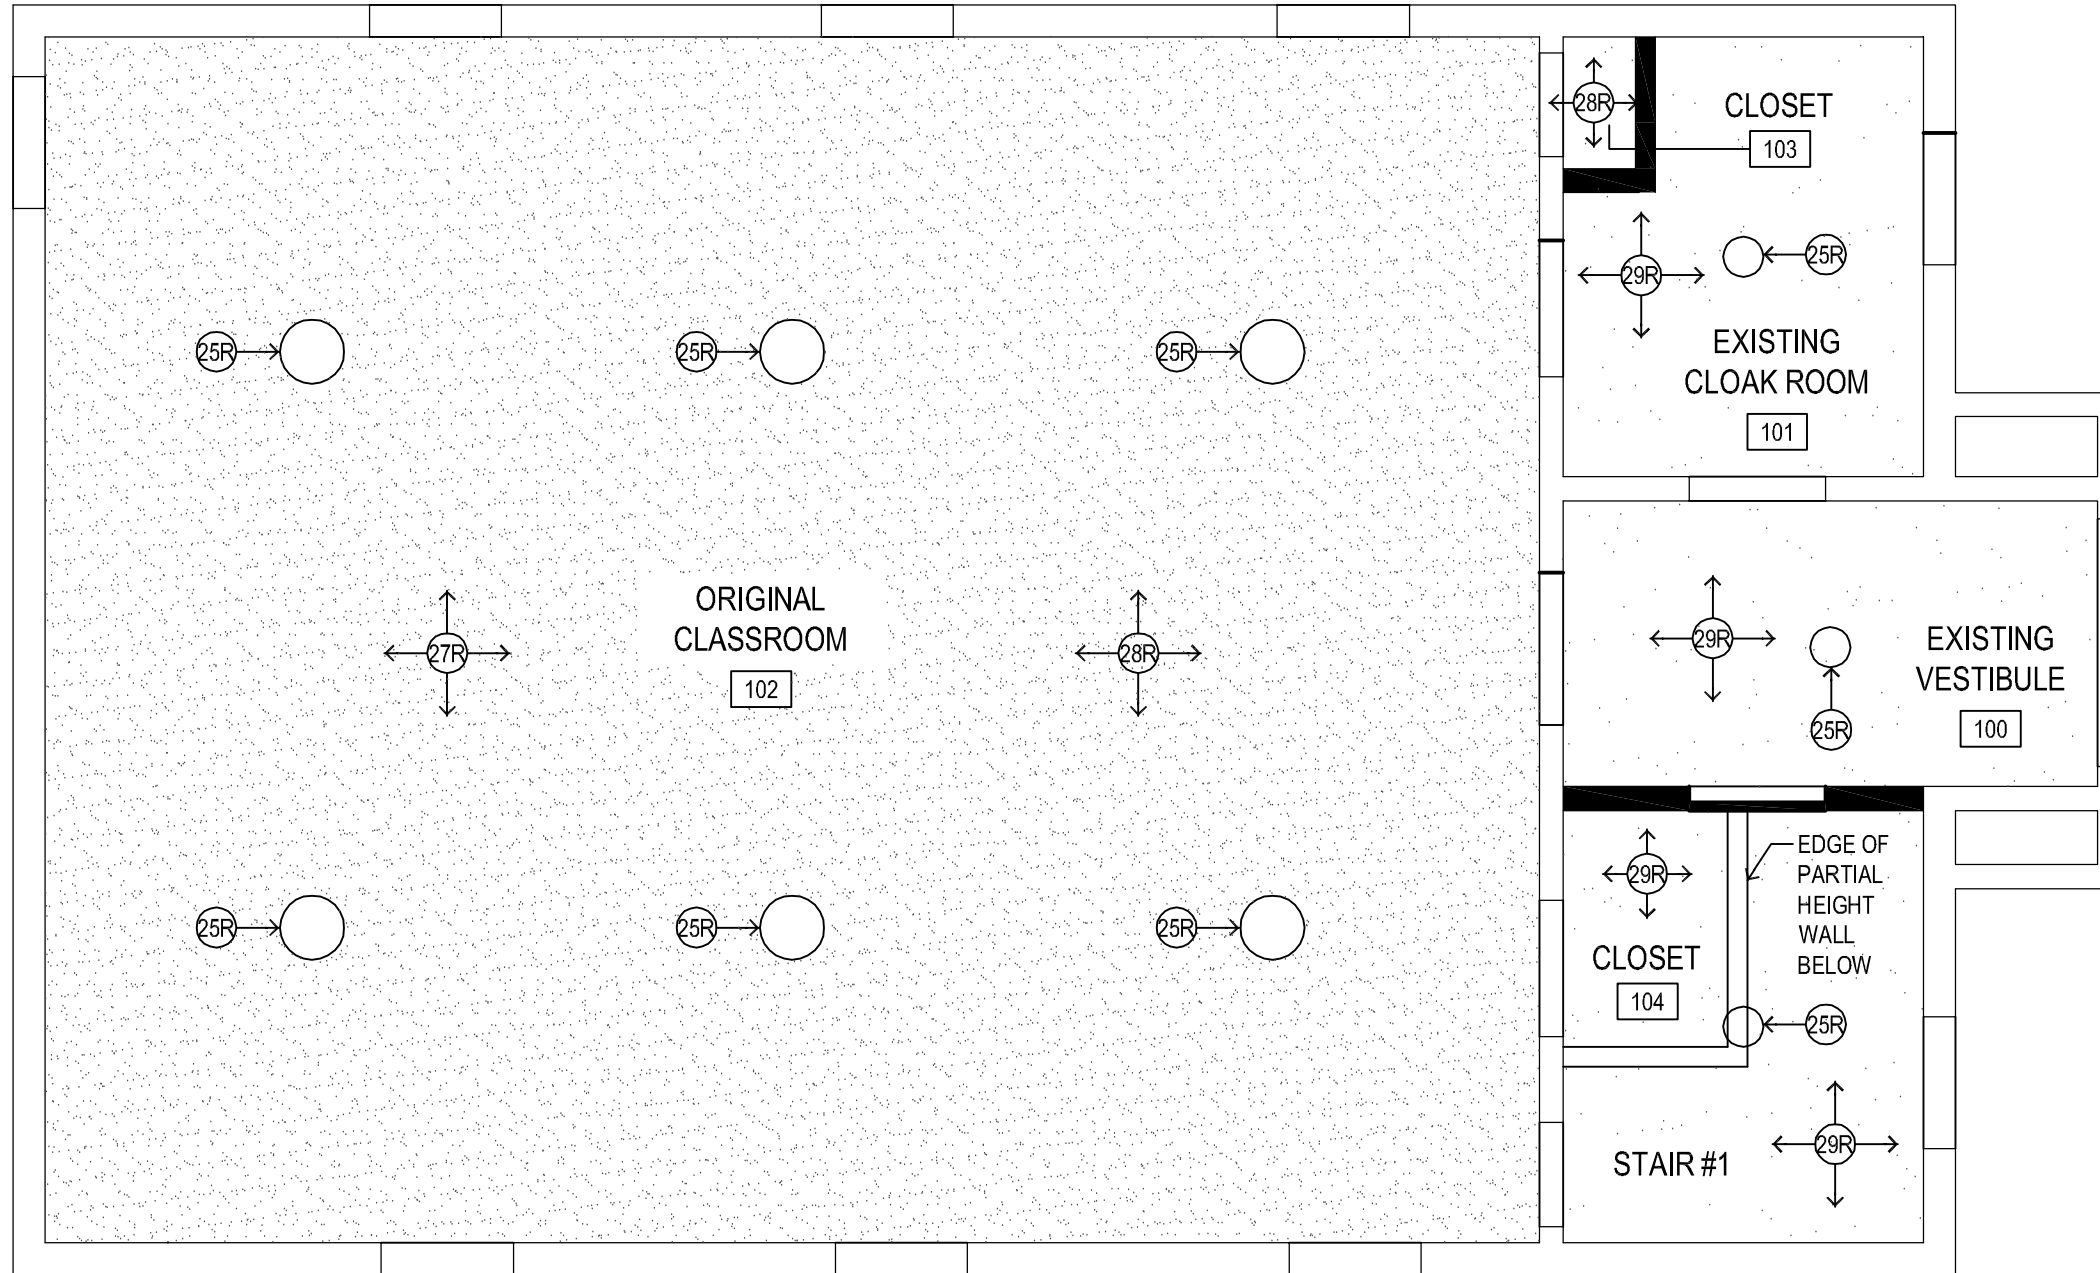 28R
CLOSET
103
29R
25R
EXISTING
CLOAK ROOM
101
25R
25R
25R
ORIGINAL
CLASSROOM
102
27R
28R
29R
EXISTING
VESTIBULE
100
25R
29R
EDGE OF
PARTIAL
HEIGHT
WALL
BELOW
CLOSET
104
25R
25R
25R
25R
29R
STAIR #1